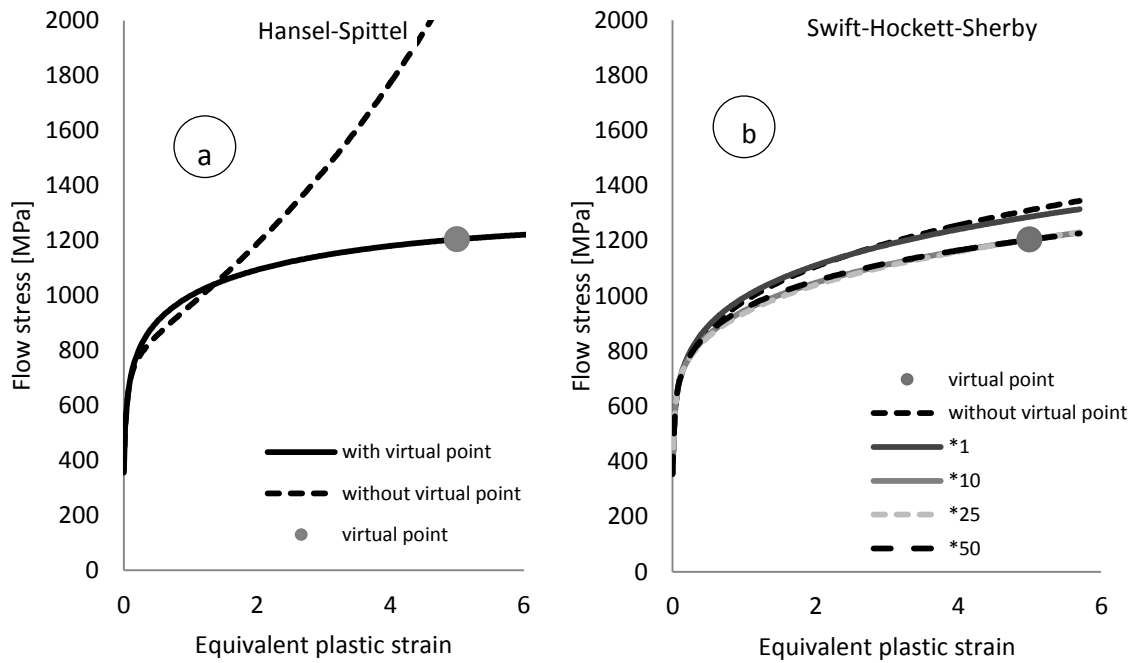 Hansel-Spittel
a
Flow stress [MPa]
2000
1800
1600
1400
1200
1000
800
600
400
200
0
0 2 4 6
Equivalent plastic strain
with virtual point
without virtual point
virtual point
Swift-Hockett-Sherby
b
Flow stress [MPa]
2000
1800
1600
1400
1200
1000
800
600
400
200
0
0 2 4 6
Equivalent plastic strain
virtual point
without virtual point
*1
*10
*25
*50